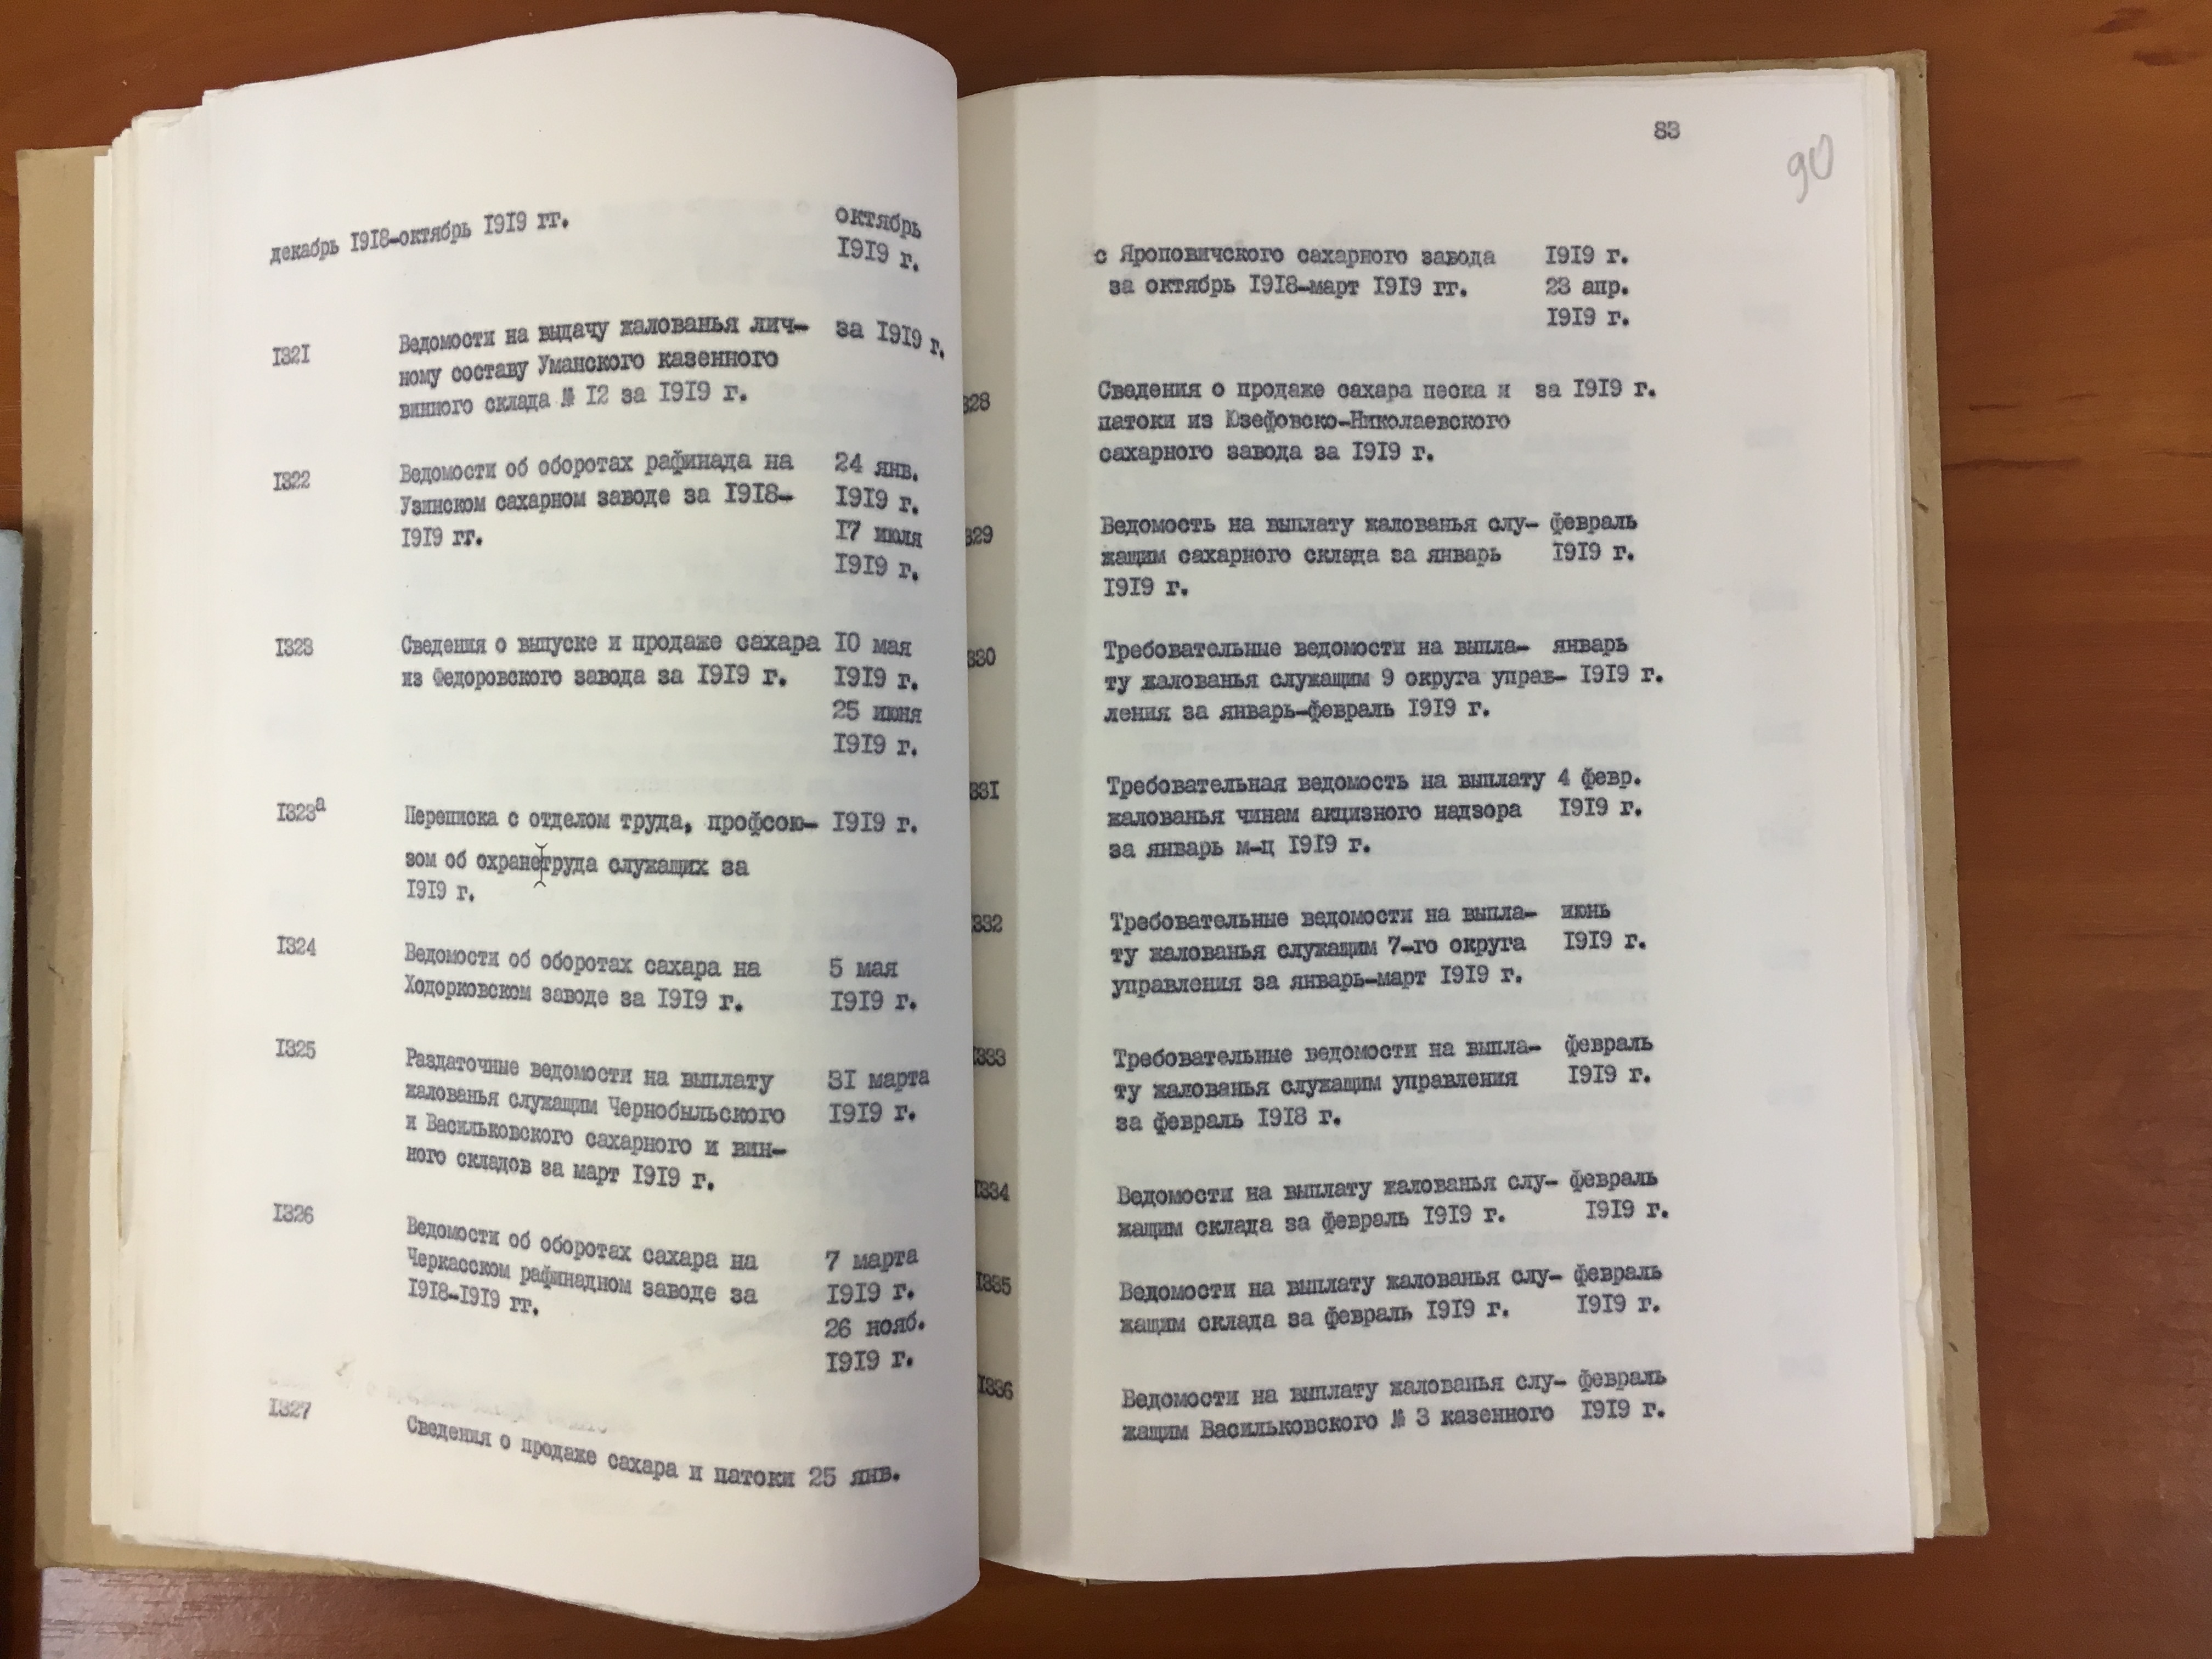 декабрь 1918-октябрь 1919 гг. октябрь
1919 г.
1321 Ведомости на выдачу жалованья лич- за 1919 г.
ному составу Уманского казенного
винного склада № 12 за 1919 г.
1322 Ведомости об оборотах рафинада на 24 янв.
Узинском сахарном заводе за 1918- 1919 г.
1919 гг. 17 июля
1919 г.
1323 Сведения о выпуске и продаже сахара 10 мая
из Федоровского завода за 1919 г. 1919 г.
25 июня
1919 г.
1323а Переписка с отделом труда, профсою- 1919 г.
зом об охране труда служащих за
1919 г.
1324 Ведомости об оборотах сахара на 5 мая
Ходорковском заводе за 1919 г. 1919 г.
1325 Раздаточные ведомости на выплату 31 марта
жалованья служащим Чернобыльского 1919 г.
и Васильковского сахарного и вин-
ного складов за март 1919 г.
1326 Ведомости об оборотах сахара на 7 марта
Черкасском рафинадном заводе за 1919 г.
1918-1919 гг. 26 нояб.
1919 г.
1327 Сведения о продаже сахара и патоки 25 янв.
83
90
с Яроповичского сахарного завода 1919 г.
за октябрь 1918-март 1919 гг. 23 апр.
1919 г.
328 Сведения о продаже сахара песка и за 1919 г.
патоки из Юзефовско-Николаевского
сахарного завода за 1919 г.
329 Ведомость на выплату жалованья слу- февраль
жащим сахарного склада за январь 1919 г.
1919 г.
330 Требовательные ведомости на выпла- январь
ту жалованья служащим 9 округа управ- 1919 г.
ления за январь-февраль 1919 г.
331 Требовательная ведомость на выплату 4 февр.
жалованья чинам акцизного надзора 1919 г.
за январь м-ц 1919 г.
332 Требовательные ведомости на выпла- июнь
ту жалованья служащим 7-го округа 1919 г.
управления за январь-март 1919 г.
1333 Требовательные ведомости на выпла- февраль
ту жалованья служащим управления 1919 г.
за февраль 1918 г.
1334 Ведомости на выплату жалованья слу- февраль
жащим склада за февраль 1919 г. 1919 г.
1335 Ведомости на выплату жалованья слу- февраль
жащим склада за февраль 1919 г. 1919 г.
1336 Ведомости на выплату жалованья слу- февраль
жащим Васильковского № 3 казенного 1919 г.